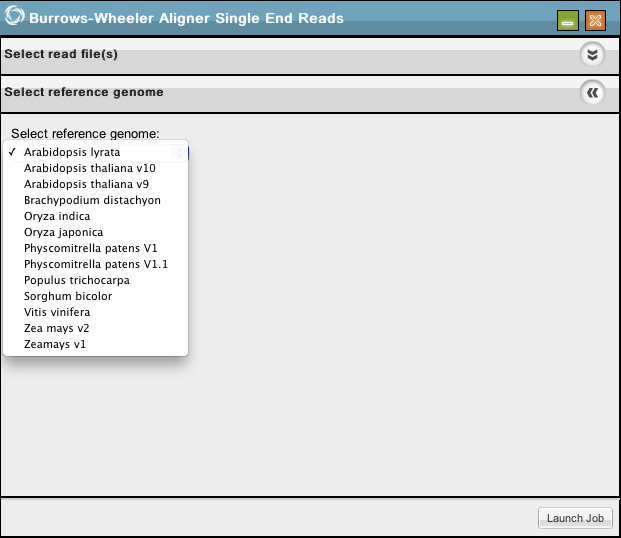 Burrows-Wheeler Aligner Single End Reads
Select read file(s)
Select reference genome
Select reference genome:
✓ Arabidopsis lyrata
Arabidopsis thaliana v10
Arabidopsis thaliana v9
Brachypodium distachyon
Oryza indica
Oryza japonica
Physcomitrella patens V1
Physcomitrella patens V1.1
Populus trichocarpa
Sorghum bicolor
Vitis vinifera
Zea mays v2
Zeamays v1
Launch Job